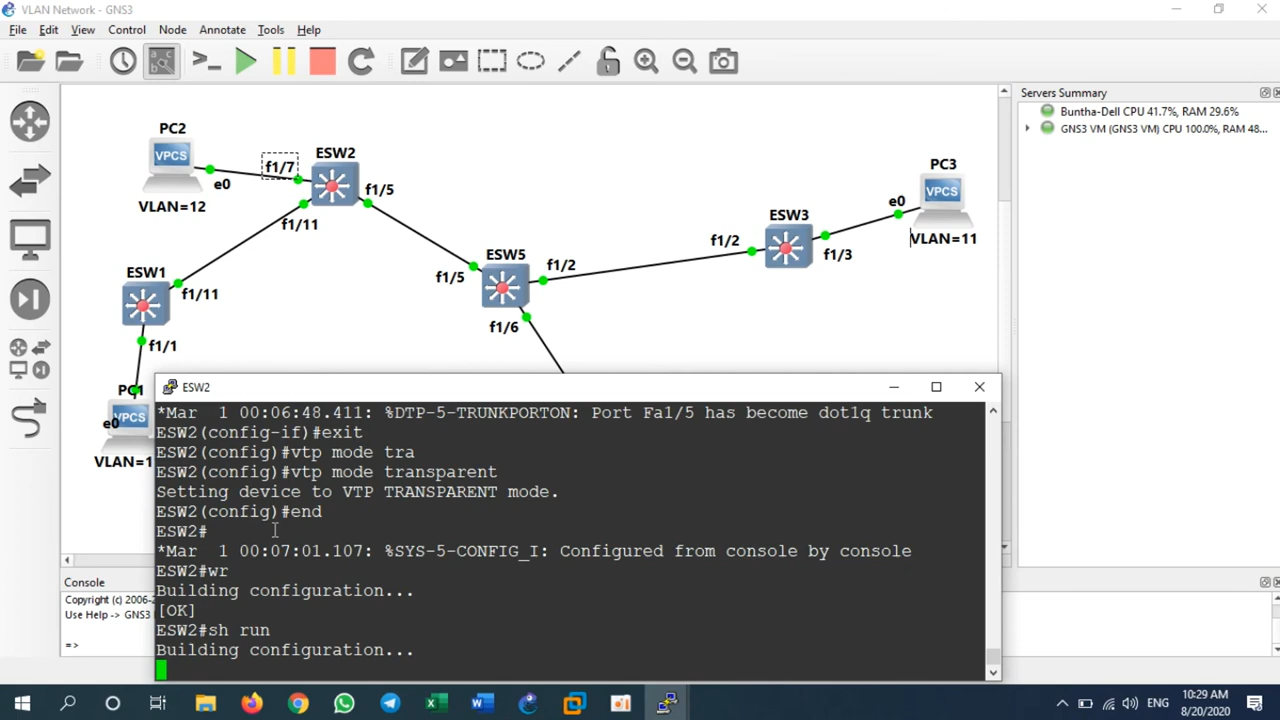 VLAN Network - GNS3
File Edit View Control Node Annotate Tools Help
Servers Summary
Buntha-Dell CPU 41.7%, RAM 29.6%
GNS3 VM (GNS3 VM) CPU 100.0%, RAM 48...
PC2
VPCS
e0
VLAN=12
f1/7
ESW2
f1/5
f1/11
ESW1
f1/11
f1/1
PC1
VPCS
e0
VLAN=1
ESW5
f1/5
f1/2
f1/6
ESW3
f1/2
f1/3
PC3
VPCS
e0
VLAN=11
ESW2
*Mar  1 00:06:48.411: %DTP-5-TRUNKPORTON: Port Fa1/5 has become dot1q trunk
ESW2(config-if)#exit
ESW2(config)#vtp mode tra
ESW2(config)#vtp mode transparent
Setting device to VTP TRANSPARENT mode.
ESW2(config)#end
ESW2#
*Mar  1 00:07:01.107: %SYS-5-CONFIG_I: Configured from console by console
ESW2#wr
Building configuration...
[OK]
ESW2#sh run
Building configuration...
Console
Copyright (c) 2006-2
Use Help -> GNS3
=>
ENG
10:29 AM
8/20/2020